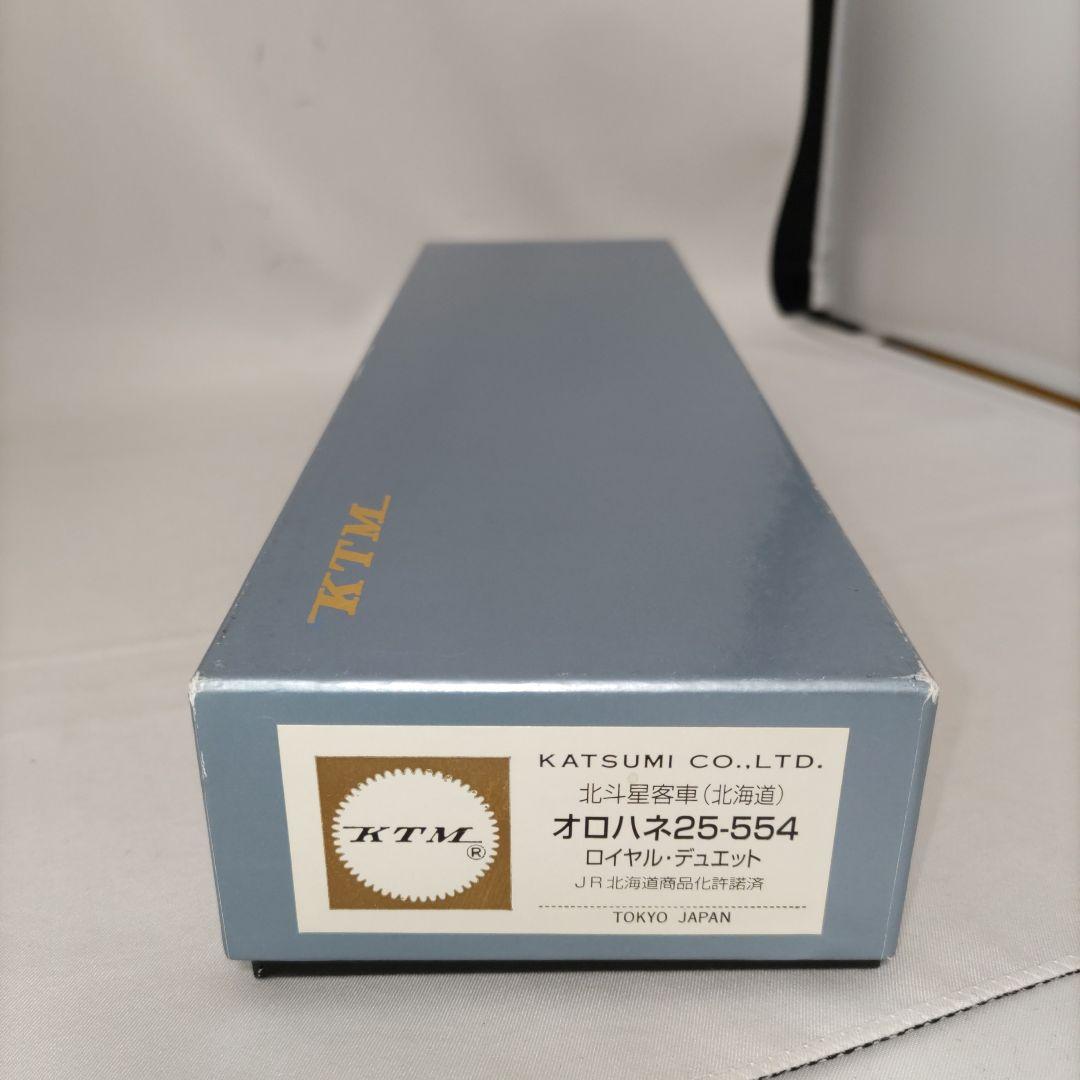 KTM
KTM®
KATSUMI CO.,LTD.
北斗星客車(北海道)
オロハネ25-554
ロイヤル・デュエット
JR北海道商品化許諾済
TOKYO JAPAN